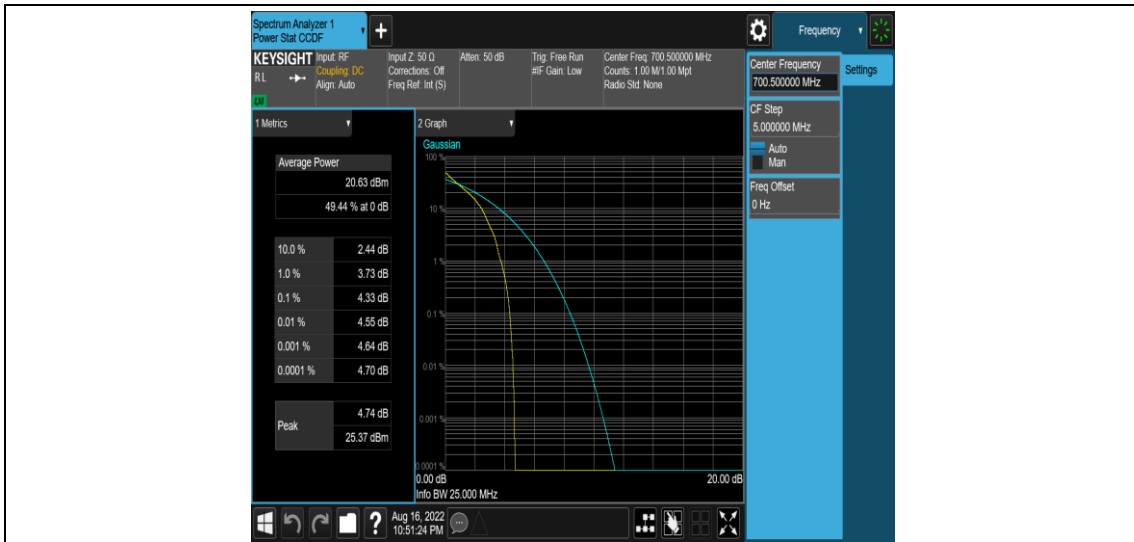 Spectrum Analyzer 1
Power Stat CCDF
Frequency
KEYSIGHT
Input: RF
Coupling: DC
Align: Auto
RL
LXI
Input Z: 50 Ω
Corrections: Off
Freq Ref: Int (S)
Atten: 50 dB
Trig: Free Run
#IF Gain: Low
Center Freq: 700.500000 MHz
Counts: 1.00 M/1.00 Mpt
Radio Std: None
Center Frequency
700.500000 MHz
Settings
CF Step
5.000000 MHz
Auto
Man
Freq Offset
0 Hz
1 Metrics
Average Power
20.63 dBm
49.44 % at 0 dB
10.0 % 2.44 dB
1.0 % 3.73 dB
0.1 % 4.33 dB
0.01 % 4.55 dB
0.001 % 4.64 dB
0.0001 % 4.70 dB
Peak
4.74 dB
25.37 dBm
2 Graph
Gaussian
100 %
10 %
1 %
0.1 %
0.01 %
0.001 %
0.0001 %
0.00 dB 20.00 dB
Info BW 25.000 MHz
?
Aug 16, 2022
10:51:24 PM